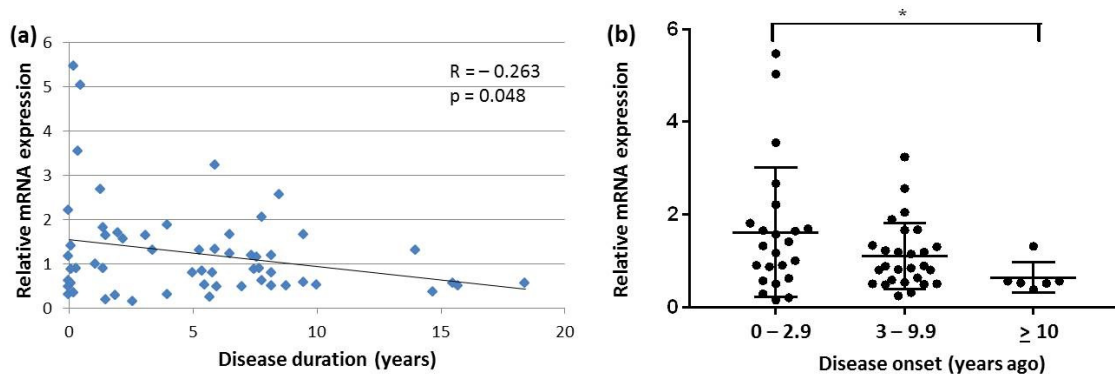 (a)
Relative mRNA expression
6
5
4
3
2
1
0
R = – 0.263
p = 0.048
0 5 10 15 20
Disease duration (years)
(b)
*
Relative mRNA expression
6
4
2
0
0 – 2.9 3 – 9.9 ≥ 10
Disease onset (years ago)